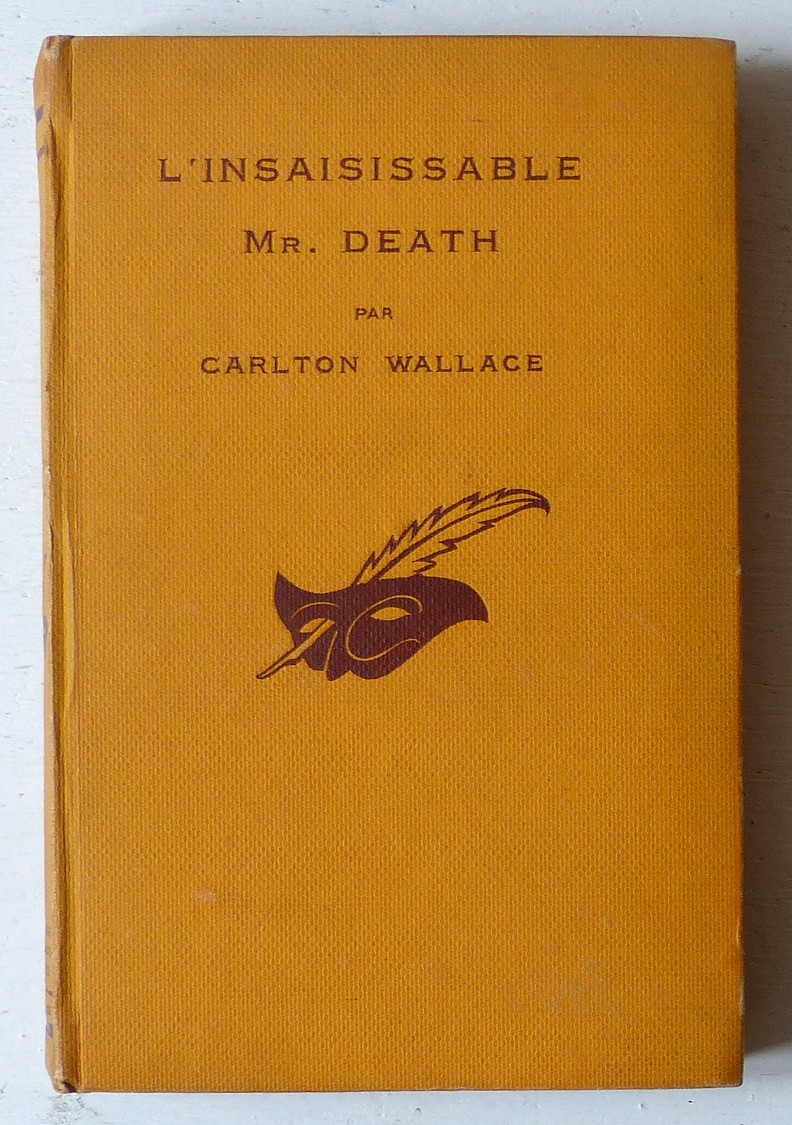 L'INSAISISSABLE
MR. DEATH
PAR
CARLTON WALLACE